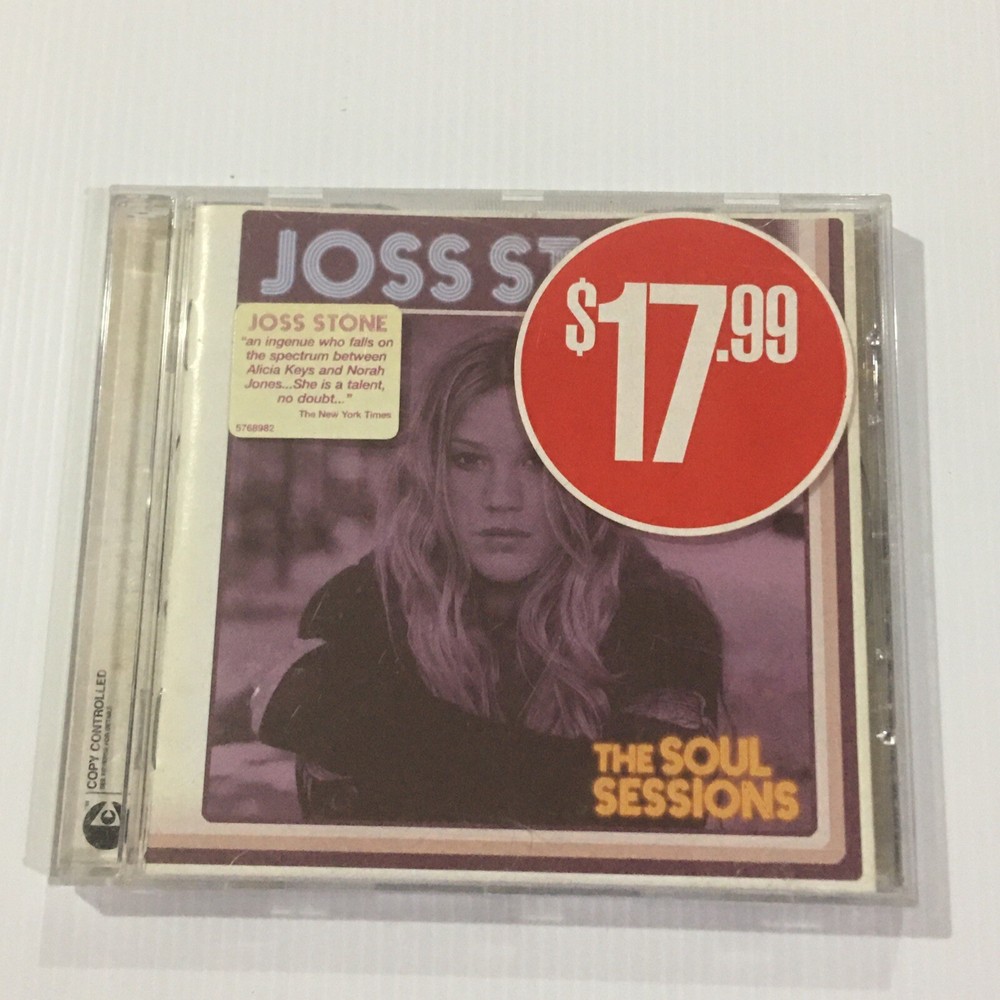 JOSS ST
$17.99
JOSS STONE
"an ingenue who falls on
the spectrum between
Alicia Keys and Norah
Jones...She is a talent,
no doubt..."
The New York Times
5768982
THE SOUL
SESSIONS
COPY CONTROLLED